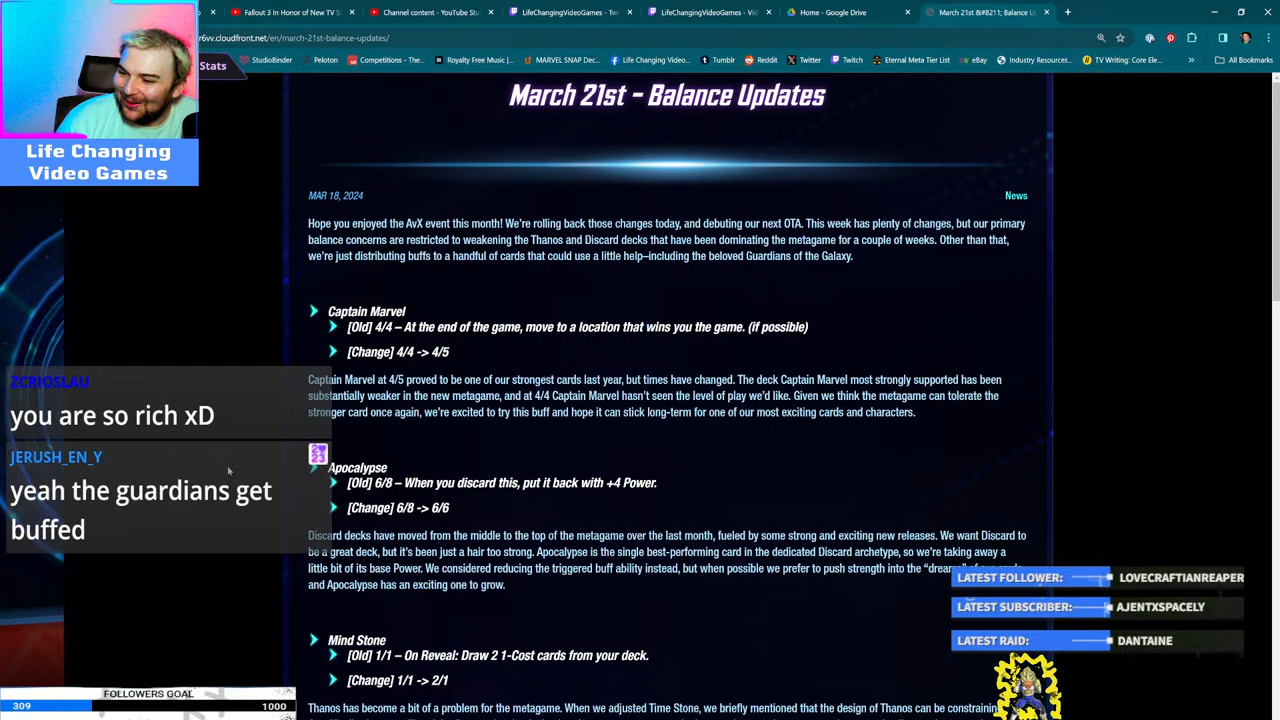 Fallout 3 In Honor of New TV S
Channel content - YouTube Stu
LifeChangingVideoGames - Tw
LifeChangingVideoGames - Vid
Home - Google Drive
March 21st &#8211; Balance Up
r6vv.cloudfront.net/en/march-21st-balance-updates/
StudioBinder
Peloton
Competitions - The...
Royalty Free Music |...
MARVEL SNAP Dec...
Life Changing Video...
Tumblr
Reddit
Twitter
Twitch
Eternal Meta Tier List
eBay
Industry Resources...
TV Writing: Core Ele...
All Bookmarks
Stats
March 21st – Balance Updates
Life Changing
Video Games
MAR 18, 2024
News
Hope you enjoyed the AvX event this month! We're rolling back those changes today, and debuting our next OTA. This week has plenty of changes, but our primary
balance concerns are restricted to weakening the Thanos and Discard decks that have been dominating the metagame for a couple of weeks. Other than that,
we're just distributing buffs to a handful of cards that could use a little help–including the beloved Guardians of the Galaxy.
Captain Marvel
[Old] 4/4 – At the end of the game, move to a location that wins you the game. (if possible)
[Change] 4/4 -> 4/5
Captain Marvel at 4/5 proved to be one of our strongest cards last year, but times have changed. The deck Captain Marvel most strongly supported has been
substantially weaker in the new metagame, and at 4/4 Captain Marvel hasn't seen the level of play we'd like. Given we think the metagame can tolerate the
stronger card once again, we're excited to try this buff and hope it can stick long-term for one of our most exciting cards and characters.
ZCRIOSLAU
you are so rich xD
JERUSH_EN_Y
yeah the guardians get
buffed
Apocalypse
[Old] 6/8 – When you discard this, put it back with +4 Power.
[Change] 6/8 -> 6/6
Discard decks have moved from the middle to the top of the metagame over the last month, fueled by some strong and exciting new releases. We want Discard to
be a great deck, but it's been just a hair too strong. Apocalypse is the single best-performing card in the dedicated Discard archetype, so we're taking away a
little bit of its base Power. We considered reducing the triggered buff ability instead, but when possible we prefer to push strength into the "dream" of our cards
and Apocalypse has an exciting one to grow.
Mind Stone
[Old] 1/1 – On Reveal: Draw 2 1-Cost cards from your deck.
[Change] 1/1 -> 2/1
Thanos has become a bit of a problem for the metagame. When we adjusted Time Stone, we briefly mentioned that the design of Thanos can be constraining
LATEST FOLLOWER: LOVECRAFTIANREAPER
LATEST SUBSCRIBER: AJENTXSPACELY
LATEST RAID: DANTAINE
FOLLOWERS GOAL
309 1000